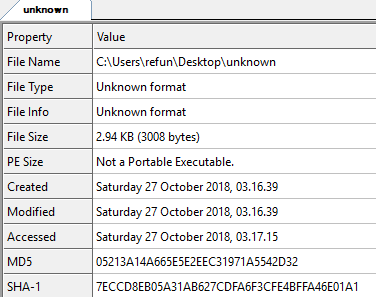 unknown
Property Value
File Name C:\Users\refun\Desktop\unknown
File Type Unknown format
File Info Unknown format
File Size 2.94 KB (3008 bytes)
PE Size Not a Portable Executable.
Created Saturday 27 October 2018, 03.16.39
Modified Saturday 27 October 2018, 03.16.39
Accessed Saturday 27 October 2018, 03.17.15
MD5 05213A14A665E5E2EEC31971A5542D32
SHA-1 7ECCD8EB05A31AB627CDFA6F3CFE4BFFA46E01A1